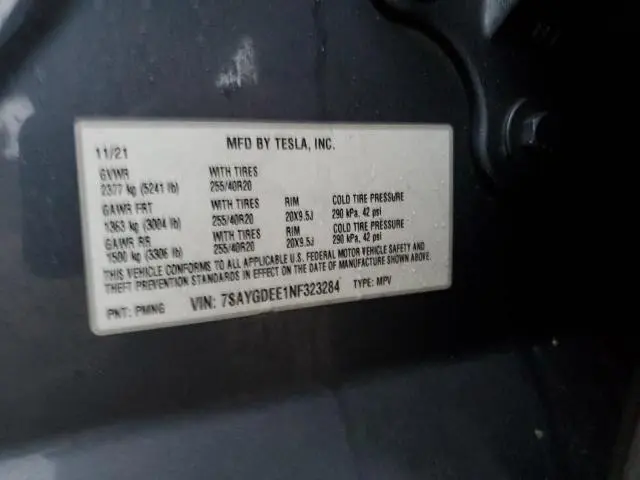 11/21 MFD BY TESLA, INC.
GVWR WITH TIRES
2377 kg (5241 lb) 255/40R20
GAWR FRT WITH TIRES RIM COLD TIRE PRESSURE
1363 kg (3004 lb) 255/40R20 20X9.5J 290 kPa, 42 psi
GAWR RR WITH TIRES RIM COLD TIRE PRESSURE
1500 kg (3306 lb) 255/40R20 20X9.5J 290 kPa, 42 psi
THIS VEHICLE CONFORMS TO ALL APPLICABLE U.S. FEDERAL MOTOR VEHICLE SAFETY AND
THEFT PREVENTION STANDARDS IN EFFECT ON THE DATE OF MANUFACTURE SHOWN ABOVE.
PNT: PMNG VIN: 7SAYGDEE1NF323284 TYPE: MPV